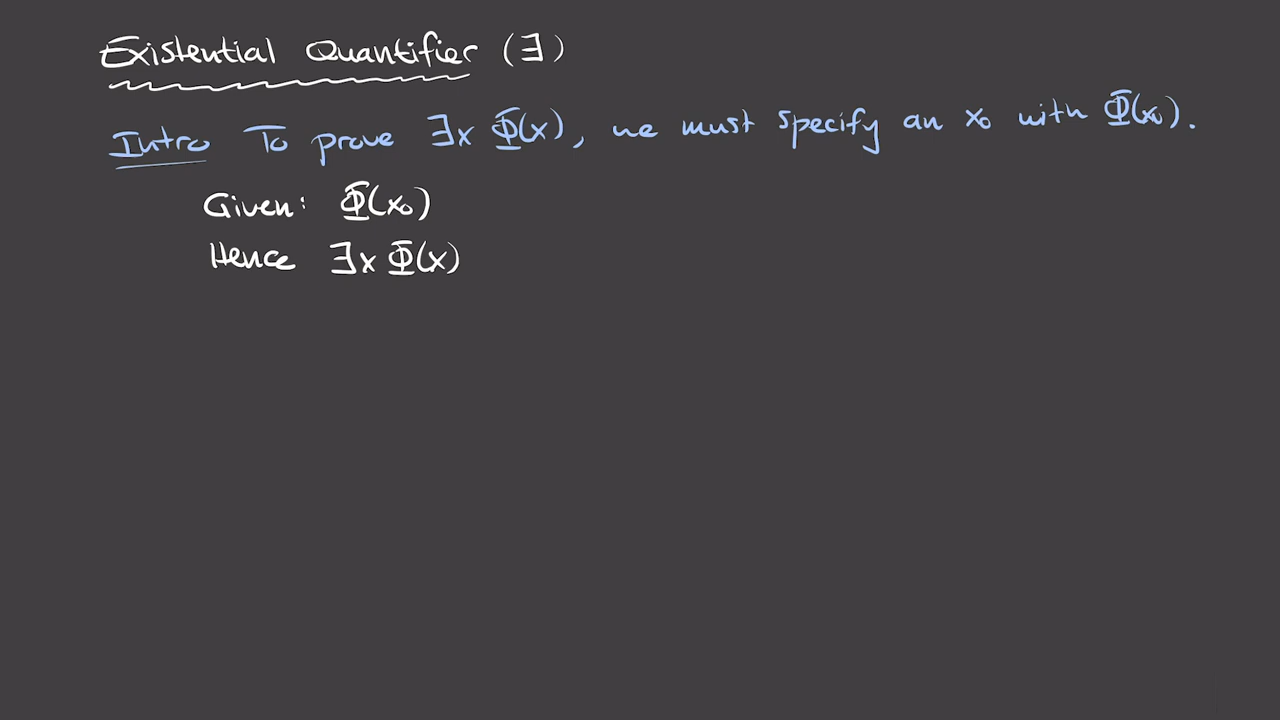 Existential Quantifier (∃)
Intro To prove ∃x Φ(x), we must specify an x₀ with Φ(x₀).
Given: Φ(x₀)
Hence ∃x Φ(x)